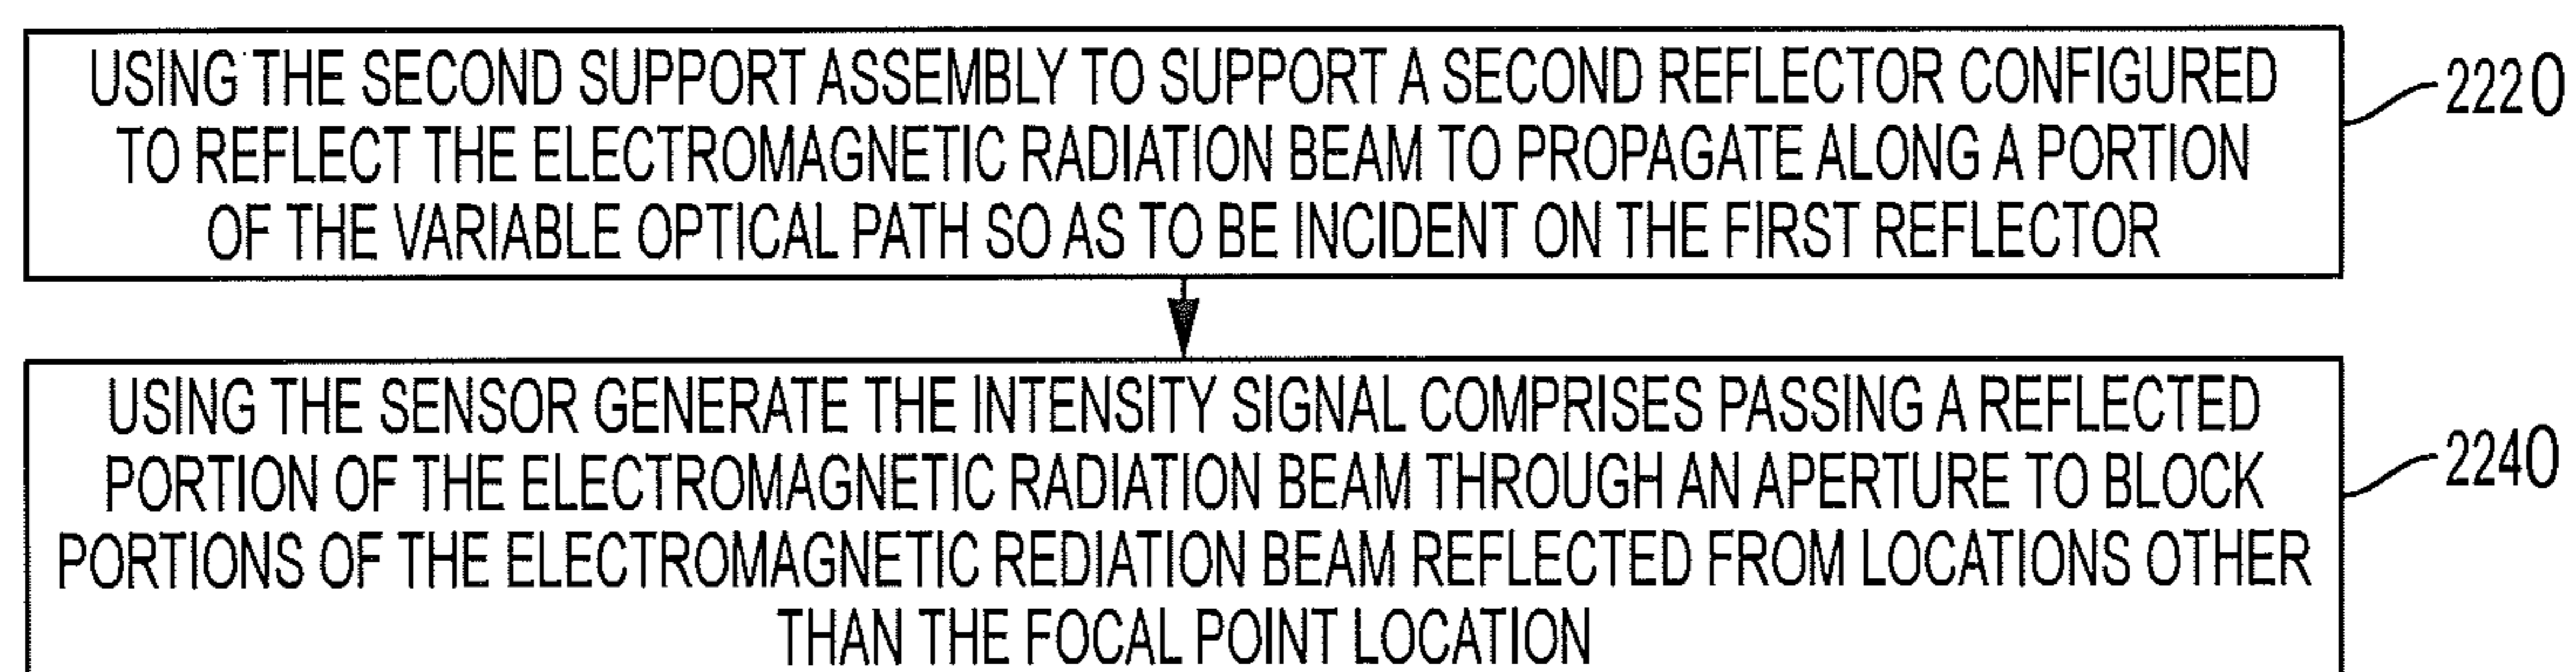 USING THE SECOND SUPPORT ASSEMBLY TO SUPPORT A SECOND REFLECTOR CONFIGURED
TO REFLECT THE ELECTROMAGNETIC RADIATION BEAM TO PROPAGATE ALONG A PORTION
OF THE VARIABLE OPTICAL PATH SO AS TO BE INCIDENT ON THE FIRST REFLECTOR
2220
USING THE SENSOR GENERATE THE INTENSITY SIGNAL COMPRISES PASSING A REFLECTED
PORTION OF THE ELECTROMAGNETIC RADIATION BEAM THROUGH AN APERTURE TO BLOCK
PORTIONS OF THE ELECTROMAGNETIC REDIATION BEAM REFLECTED FROM LOCATIONS OTHER
THAN THE FOCAL POINT LOCATION
2240